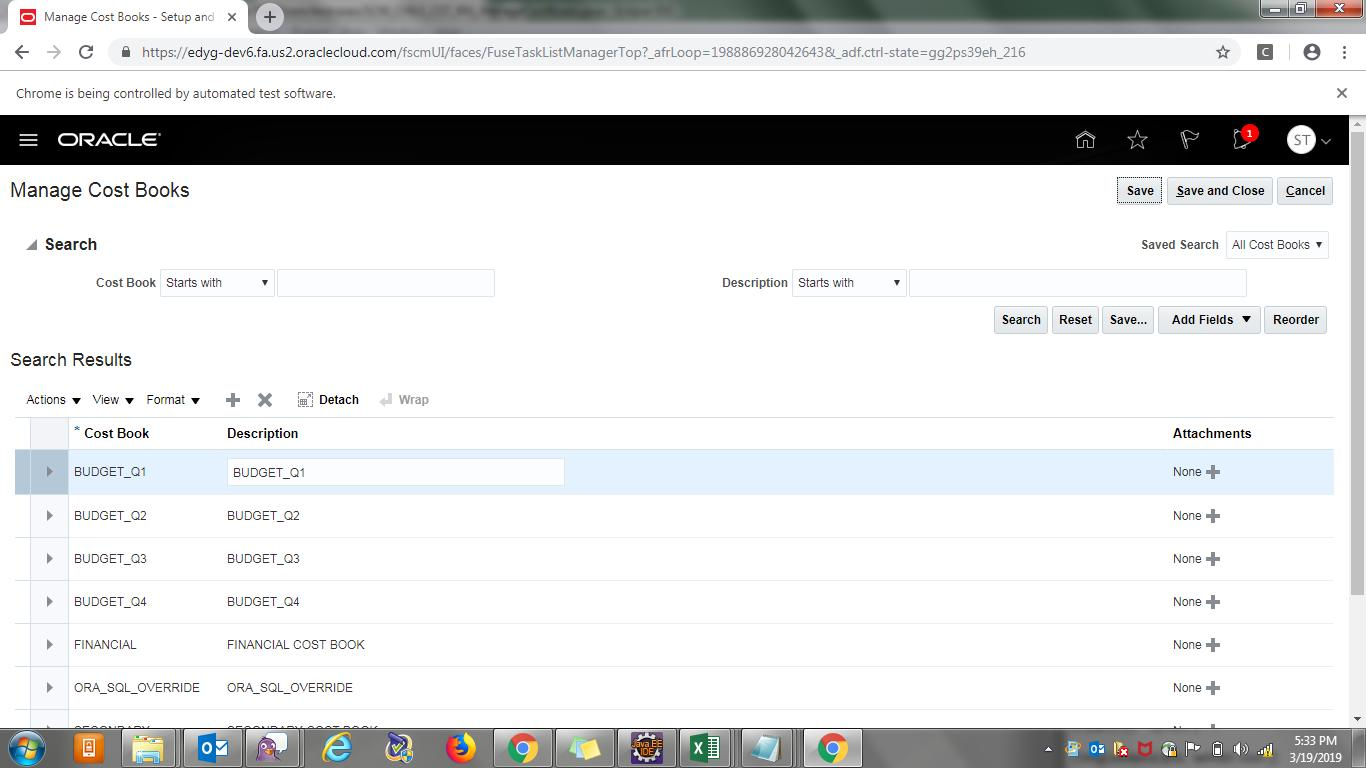 Manage Cost Books - Setup and
https://edyg-dev6.fa.us2.oraclecloud.com/fscmUI/faces/FuseTaskListManagerTop?_afrLoop=198886928042643&_adf.ctrl-state=gg2ps39eh_216
C
Chrome is being controlled by automated test software.
ORACLE
1
ST
Manage Cost Books
Save
Save and Close
Cancel
Search
Saved Search All Cost Books
Cost Book Starts with
Description Starts with
Search Reset Save... Add Fields Reorder
Search Results
Actions View Format Detach Wrap
* Cost Book Description Attachments
BUDGET_Q1 BUDGET_Q1 None
BUDGET_Q2 BUDGET_Q2 None
BUDGET_Q3 BUDGET_Q3 None
BUDGET_Q4 BUDGET_Q4 None
FINANCIAL FINANCIAL COST BOOK None
ORA_SQL_OVERRIDE ORA_SQL_OVERRIDE None
Java EE
IDE
5:33 PM
3/19/2019